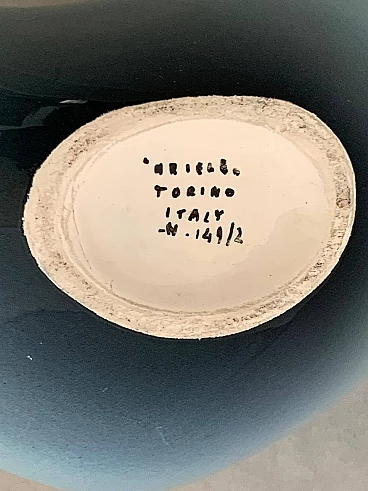 "ARIELE"
TORINO
ITALY
-N-149/2